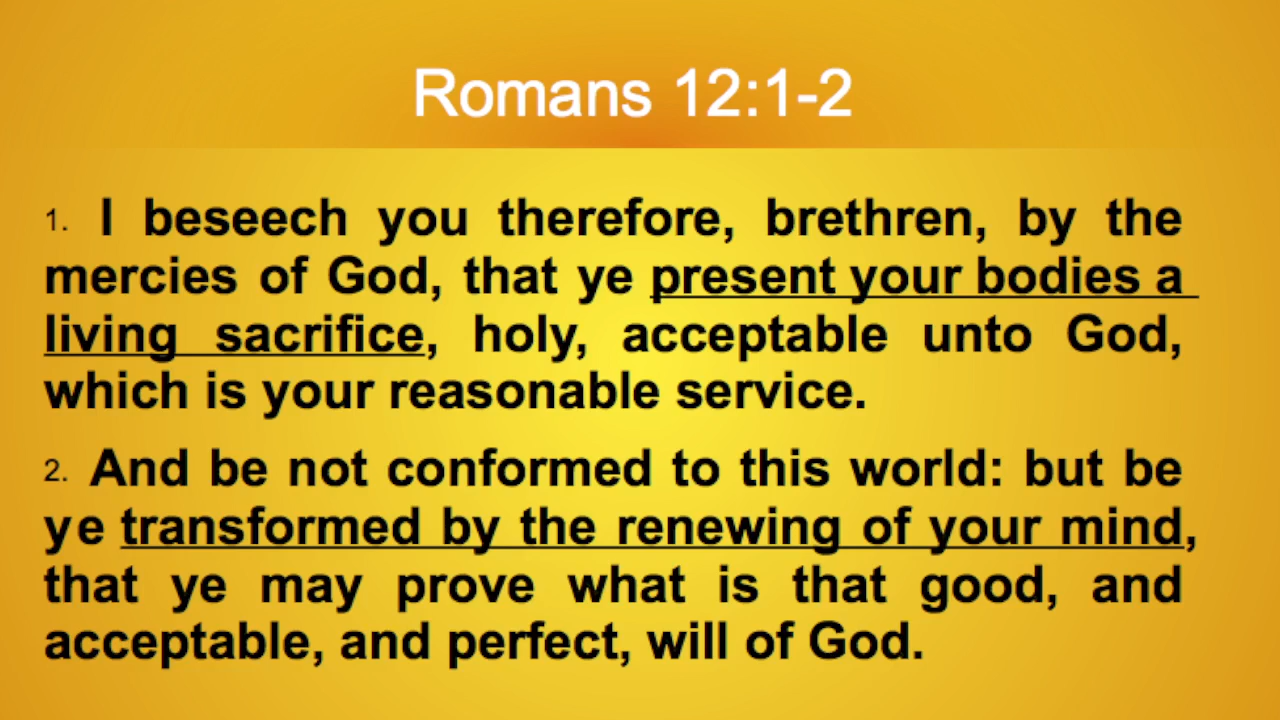 Romans 12:1-2
1. I beseech you therefore, brethren, by the
mercies of God, that ye present your bodies a
living sacrifice, holy, acceptable unto God,
which is your reasonable service.
2. And be not conformed to this world: but be
ye transformed by the renewing of your mind,
that ye may prove what is that good, and
acceptable, and perfect, will of God.